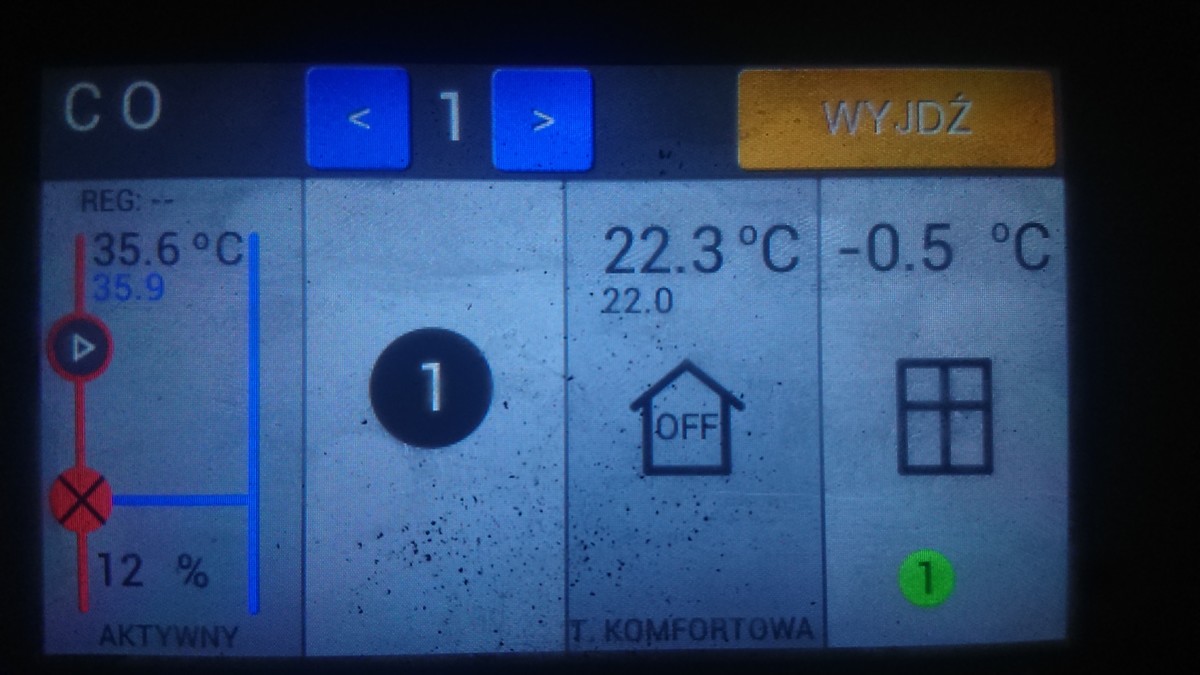 CO < 1 > WYJDŹ
REG: --
35.6 °C
35.9
12 %
AKTYWNY
1
22.3 °C
22.0
OFF
T. KOMFORTOWA
-0.5 °C
1